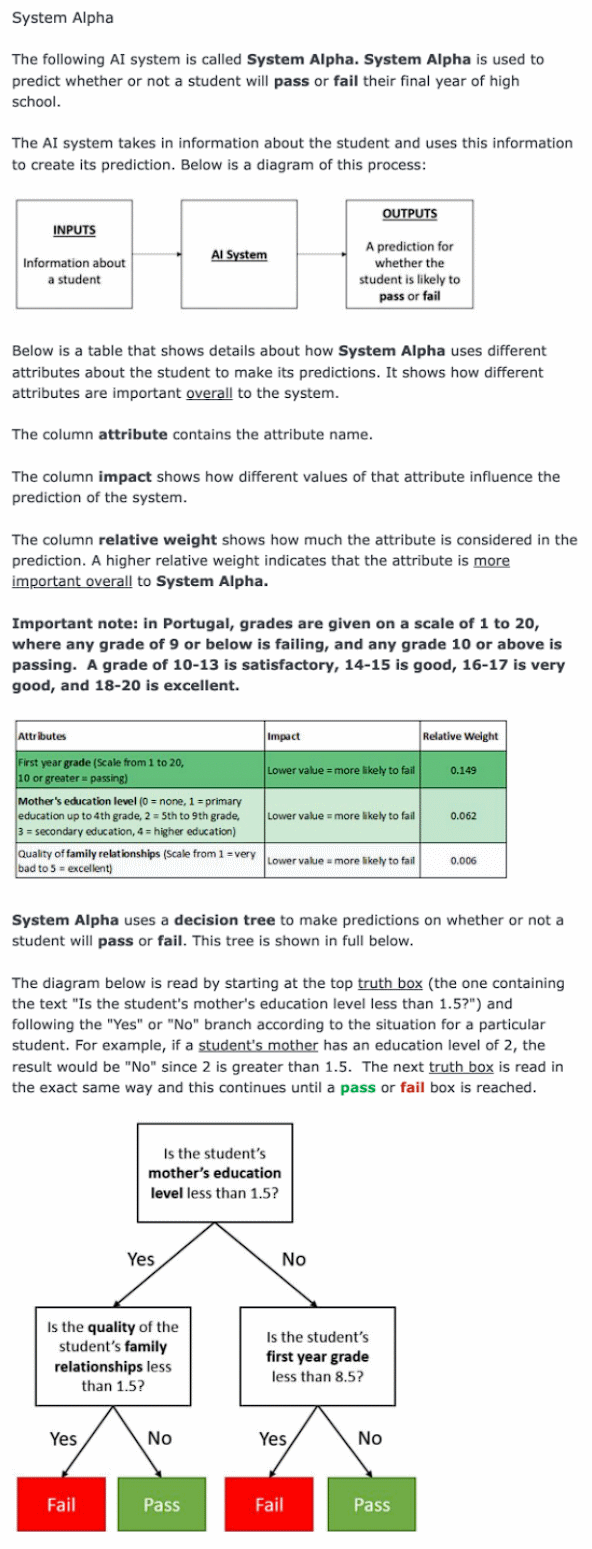 System Alpha
The following AI system is called System Alpha. System Alpha is used to
predict whether or not a student will pass or fail their final year of high
school.
The AI system takes in information about the student and uses this information
to create its prediction. Below is a diagram of this process:
INPUTS
Information about
a student
AI System
OUTPUTS
A prediction for
whether the
student is likely to
pass or fail
Below is a table that shows details about how System Alpha uses different
attributes about the student to make its predictions. It shows how different
attributes are important overall to the system.
The column attribute contains the attribute name.
The column impact shows how different values of that attribute influence the
prediction of the system.
The column relative weight shows how much the attribute is considered in the
prediction. A higher relative weight indicates that the attribute is more
important overall to System Alpha.
Important note: in Portugal, grades are given on a scale of 1 to 20,
where any grade of 9 or below is failing, and any grade 10 or above is
passing. A grade of 10-13 is satisfactory, 14-15 is good, 16-17 is very
good, and 18-20 is excellent.
Attributes Impact Relative Weight
First year grade (Scale from 1 to 20,
10 or greater = passing)
Lower value = more likely to fail 0.149
Mother's education level (0 = none, 1 = primary
education up to 4th grade, 2 = 5th to 9th grade,
3 = secondary education, 4 = higher education)
Lower value = more likely to fail 0.062
Quality of family relationships (Scale from 1 = very
bad to 5 = excellent)
Lower value = more likely to fail 0.006
System Alpha uses a decision tree to make predictions on whether or not a
student will pass or fail. This tree is shown in full below.
The diagram below is read by starting at the top truth box (the one containing
the text "Is the student's mother's education level less than 1.5?") and
following the "Yes" or "No" branch according to the situation for a particular
student. For example, if a student's mother has an education level of 2, the
result would be "No" since 2 is greater than 1.5. The next truth box is read in
the exact same way and this continues until a pass or fail box is reached.
Is the student's
mother's education
level less than 1.5?
Yes No
Is the quality of the
student's family
relationships less
than 1.5?
Is the student's
first year grade
less than 8.5?
Yes No Yes No
Fail Pass Fail Pass